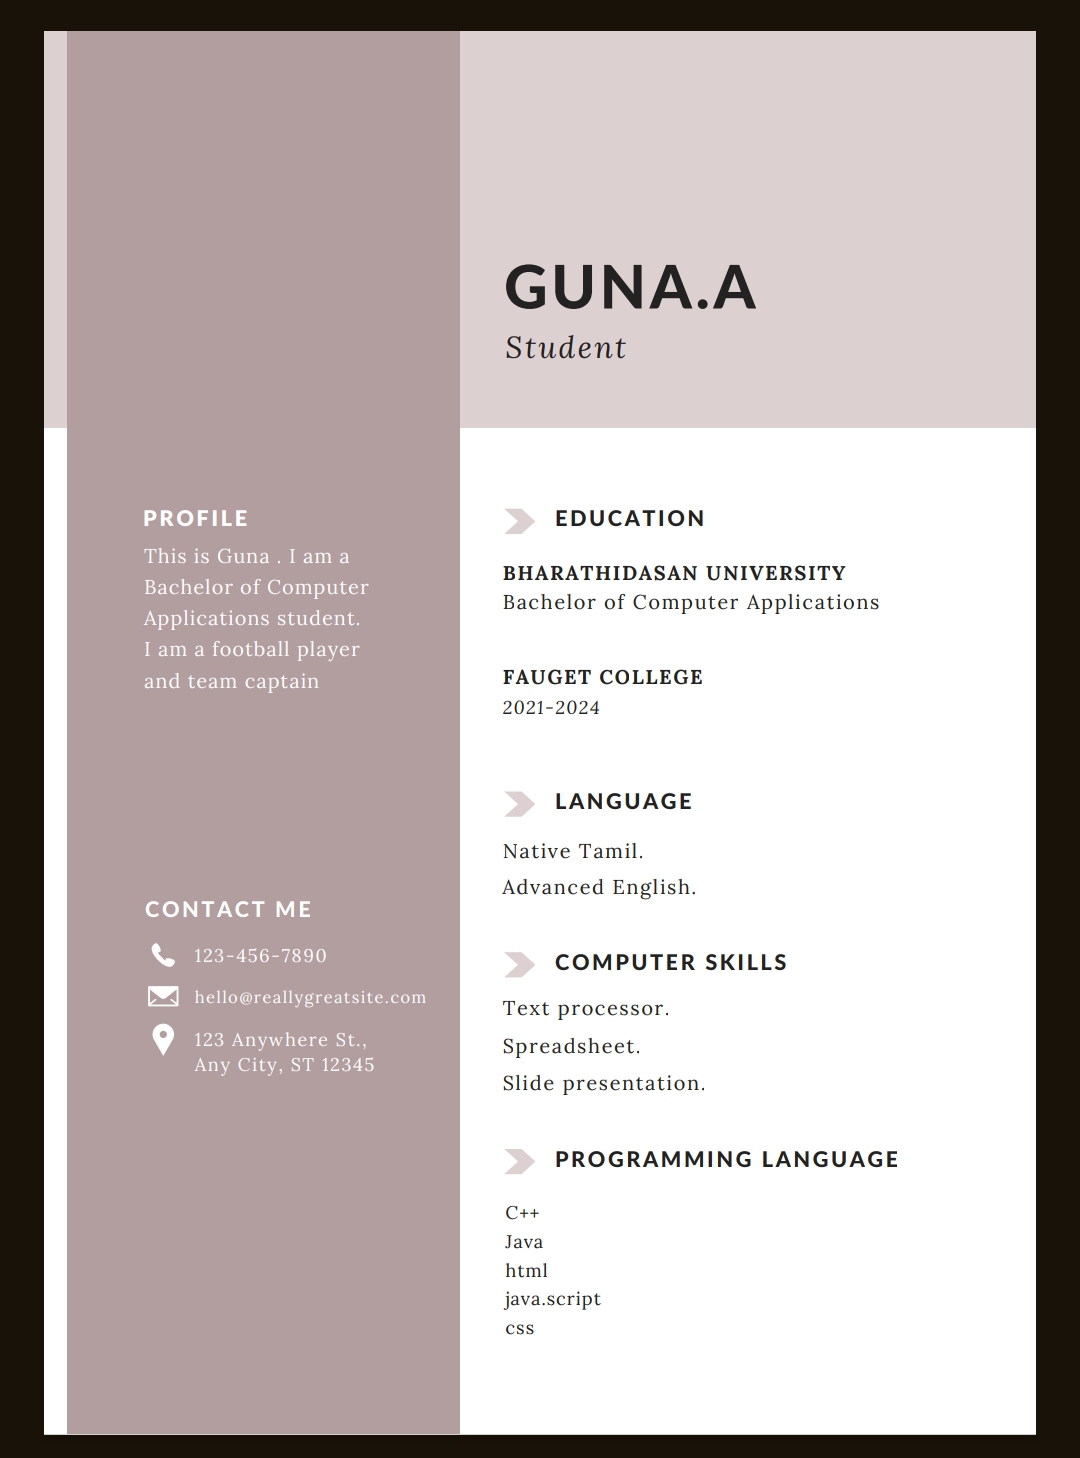 GUNA.A
Student
PROFILE
This is Guna . I am a
Bachelor of Computer
Applications student.
I am a football player
and team captain
CONTACT ME
123-456-7890
hello@reallygreatsite.com
123 Anywhere St.,
Any City, ST 12345
EDUCATION
BHARATHIDASAN UNIVERSITY
Bachelor of Computer Applications
FAUGET COLLEGE
2021-2024
LANGUAGE
Native Tamil.
Advanced English.
COMPUTER SKILLS
Text processor.
Spreadsheet.
Slide presentation.
PROGRAMMING LANGUAGE
C++
Java
html
java.script
css